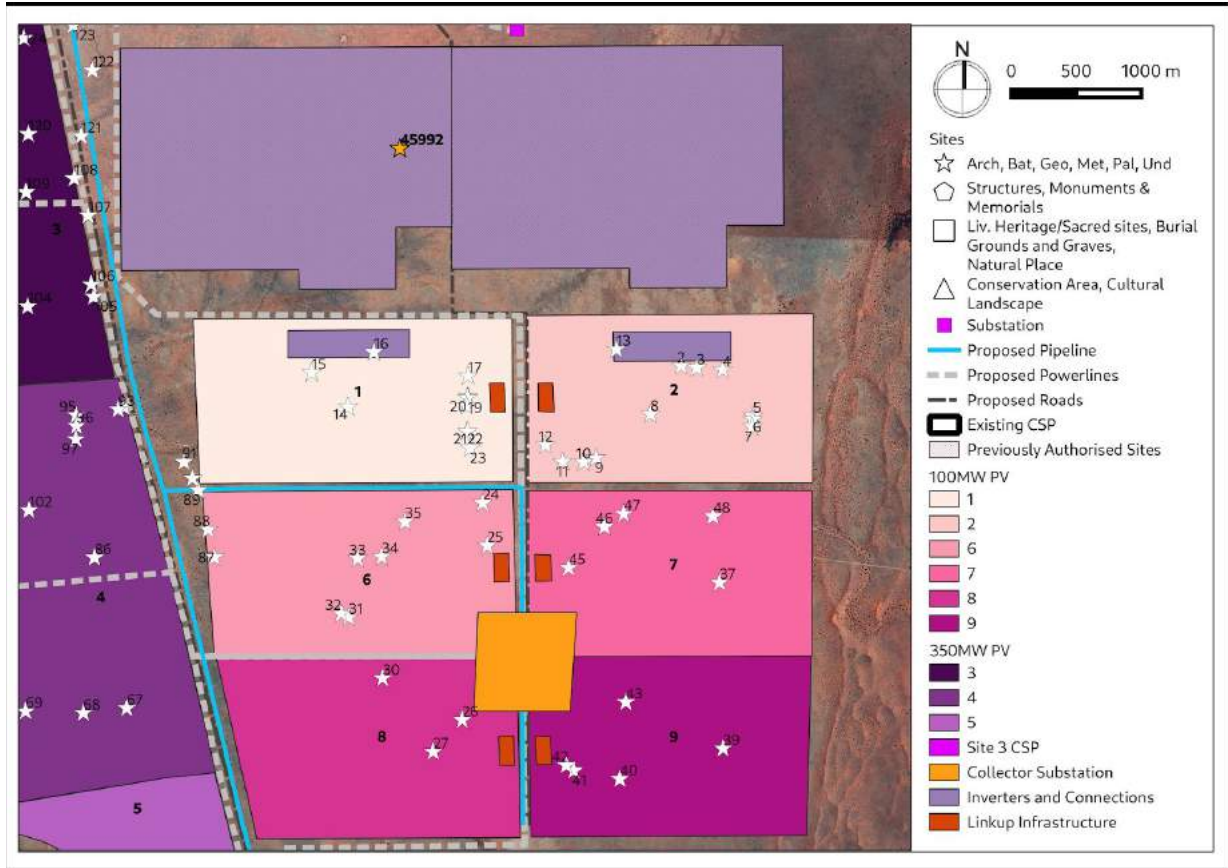 123
122
45992
120
121
108
109
107
3
106
105
104
13
16
15
17
2 3 4
1
2
14
20 19
8
5
6
7
95
93
96
97
2122
23
12
11 10 9
91
89
102
24
88
35
47
46
48
25
86
87
33 34
45
6
7
37
4
32 31
30
43
69 68 67
26
8
27
9
39
42
41
40
5
N
0 500 1000 m
Sites
Arch, Bat, Geo, Met, Pal, Und
Structures, Monuments &
Memorials
Liv. Heritage/Sacred sites, Burial
Grounds and Graves,
Natural Place
Conservation Area, Cultural
Landscape
Substation
Proposed Pipeline
Proposed Powerlines
Proposed Roads
Existing CSP
Previously Authorised Sites
100MW PV
1
2
6
7
8
9
350MW PV
3
4
5
Site 3 CSP
Collector Substation
Inverters and Connections
Linkup Infrastructure